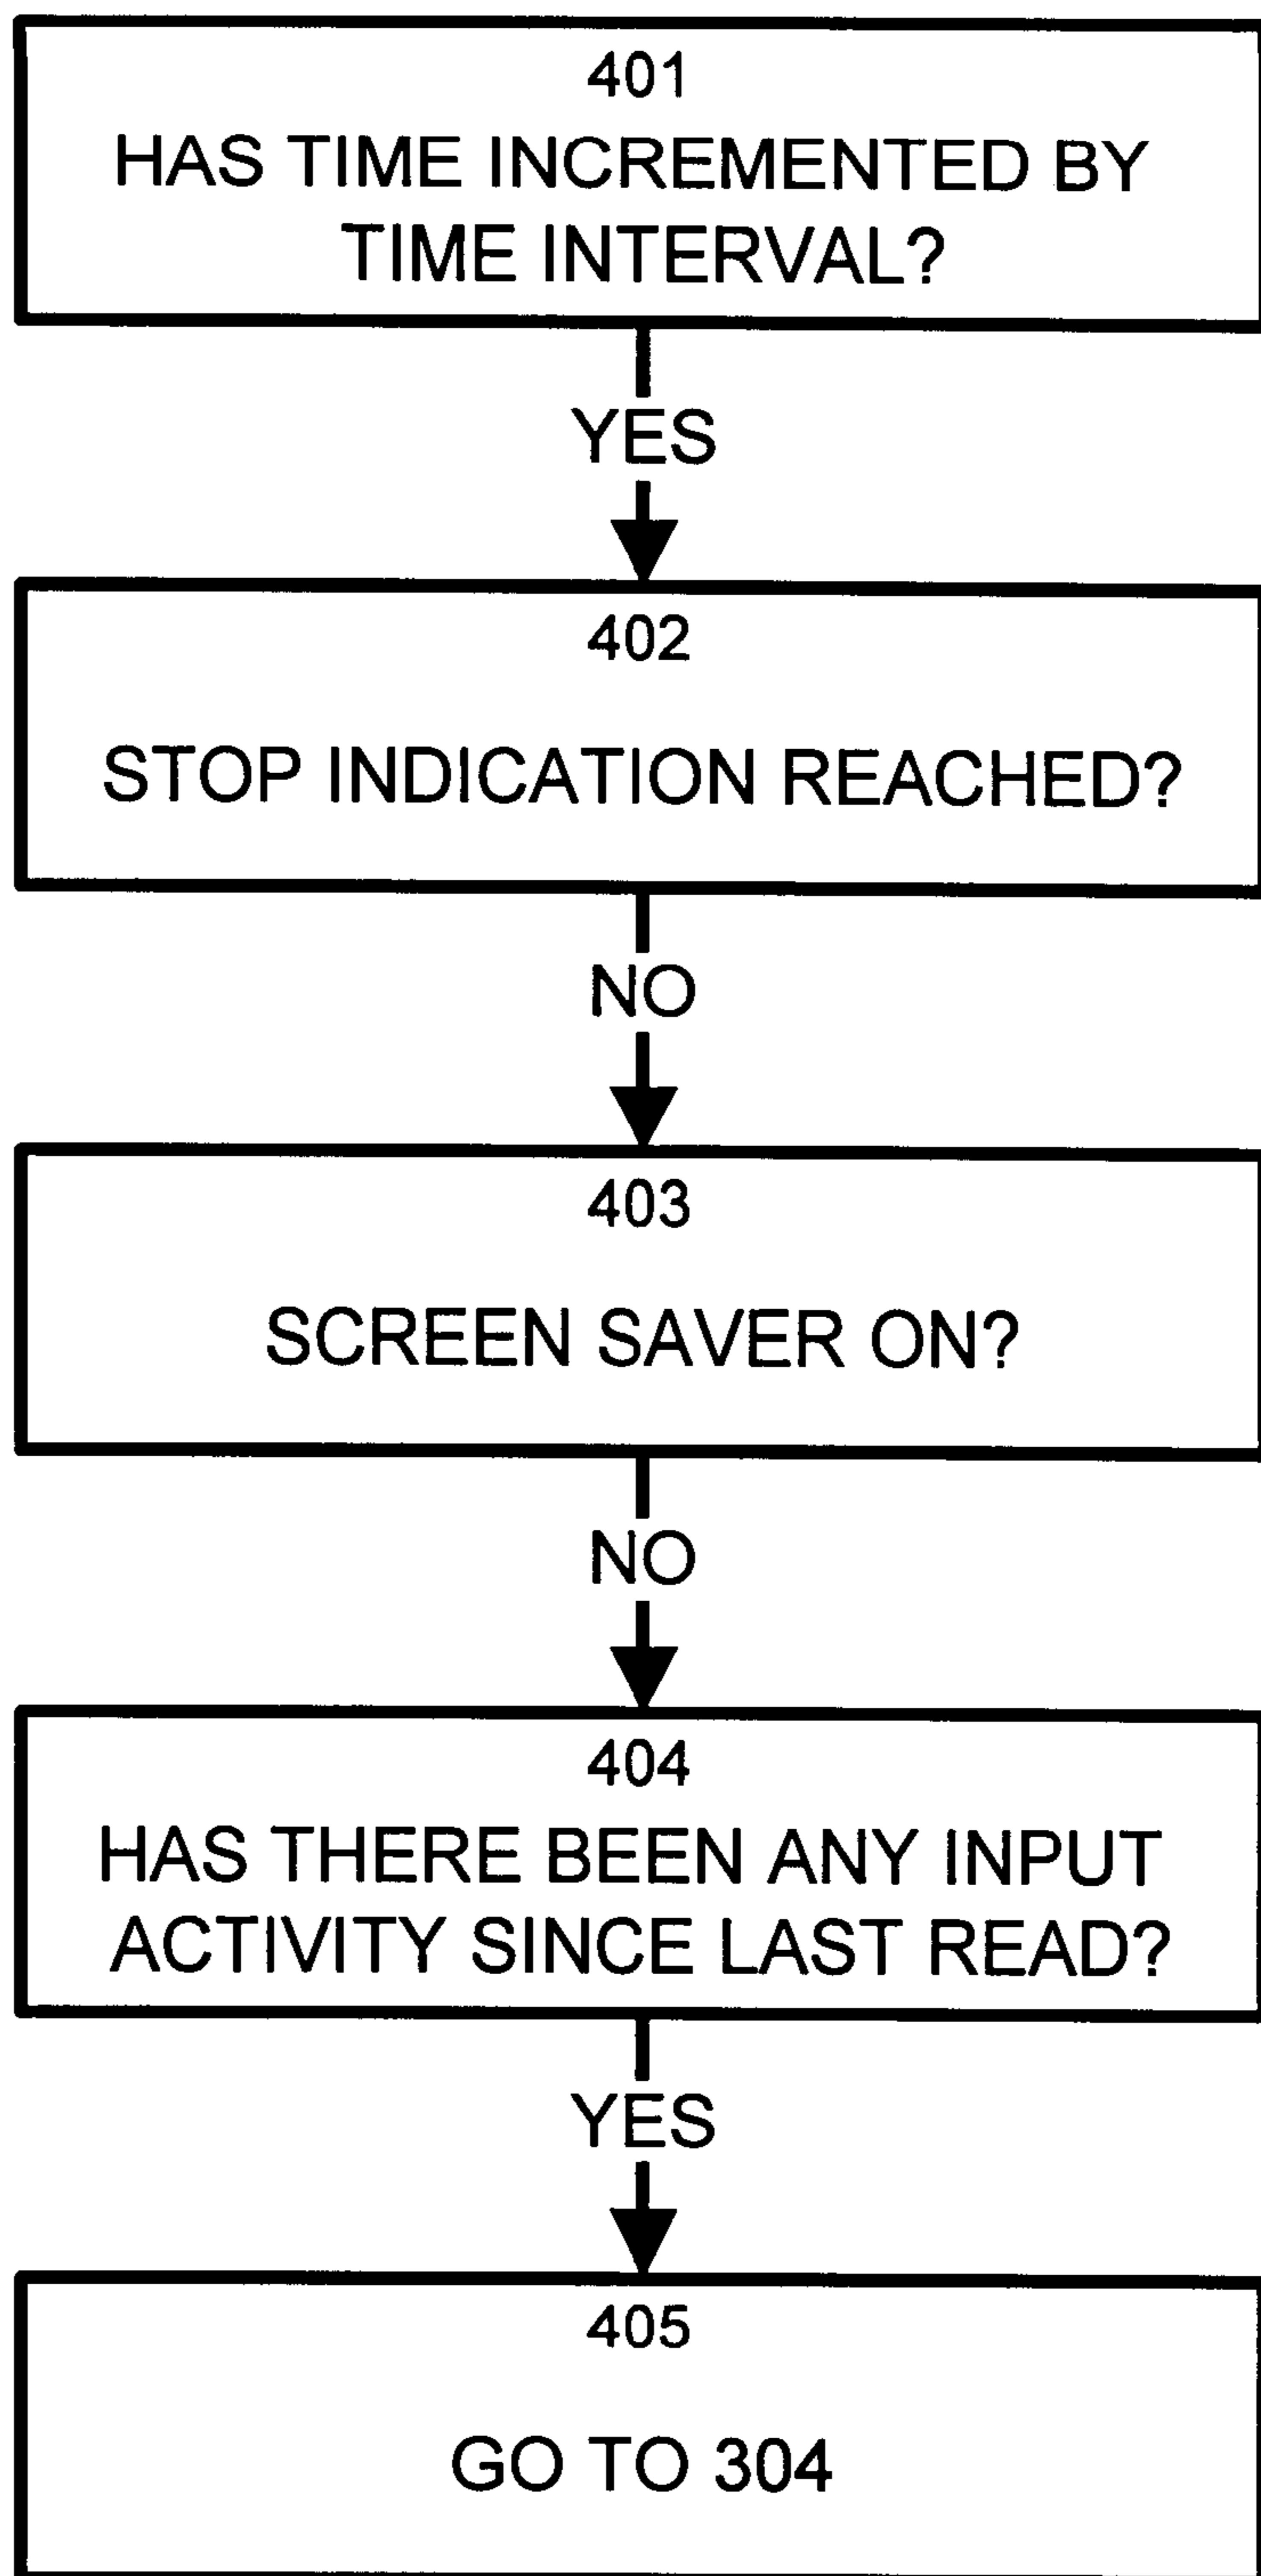 401
HAS TIME INCREMENTED BY
TIME INTERVAL?
YES
402
STOP INDICATION REACHED?
NO
403
SCREEN SAVER ON?
NO
404
HAS THERE BEEN ANY INPUT
ACTIVITY SINCE LAST READ?
YES
405
GO TO 304